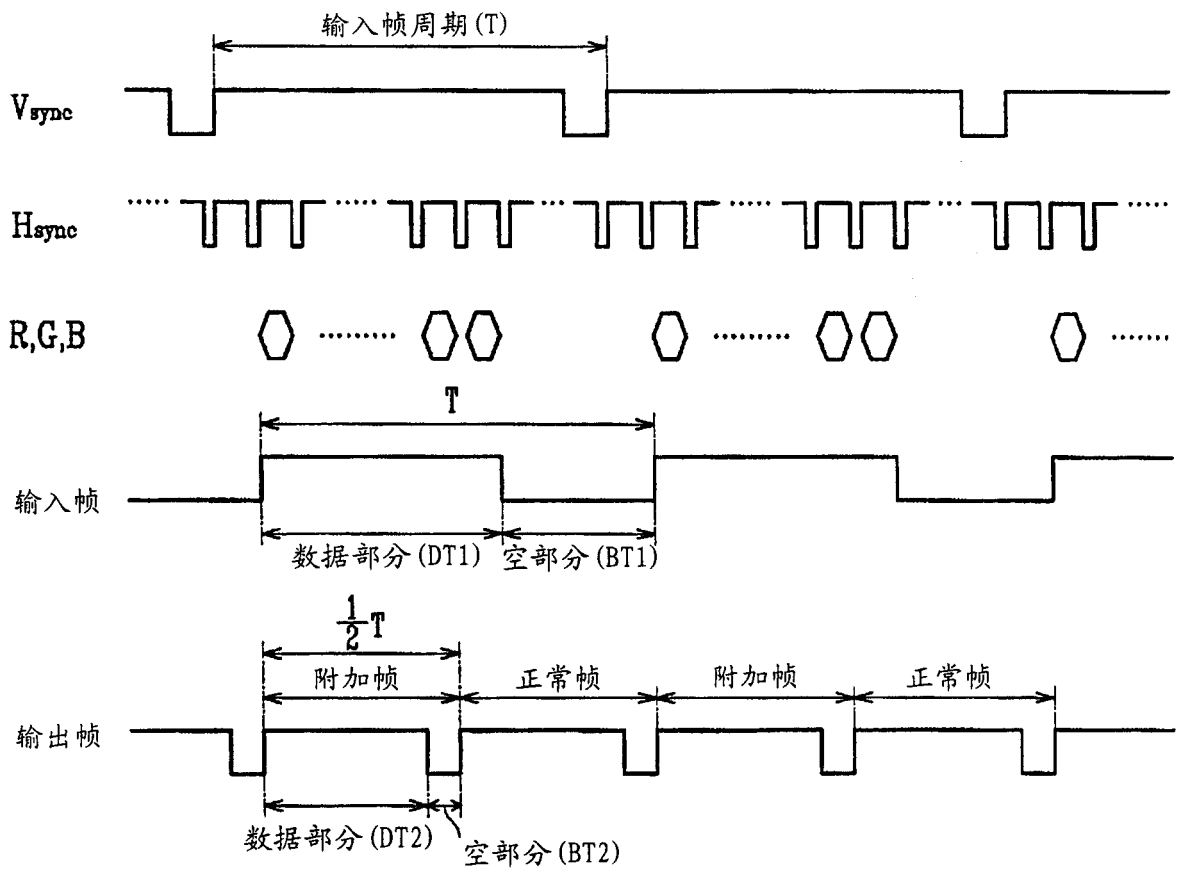 输入帧周期(T)
Vsync
Hsync
R,G,B
T
输入帧
数据部分(DT1) 空部分(BT1)
1/2 T
附加帧 正常帧 附加帧 正常帧
输出帧
数据部分(DT2)
空部分(BT2)